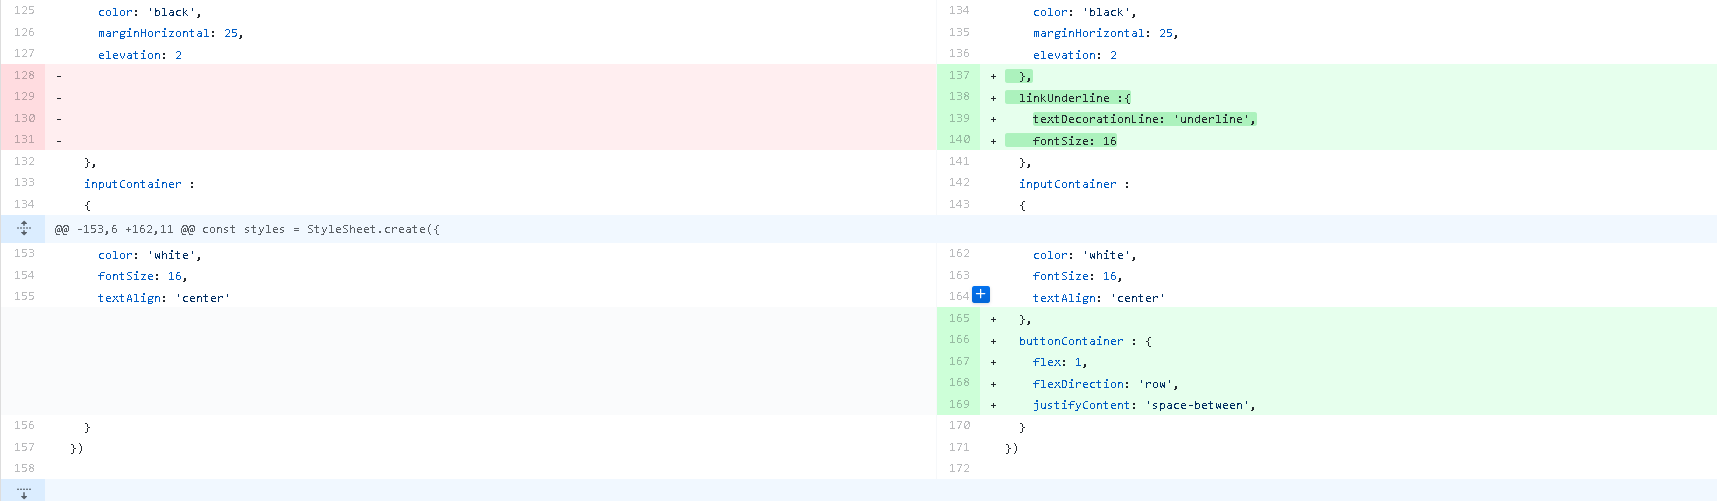 125 color: 'black', 134 color: 'black',
126 marginHorizontal: 25, 135 marginHorizontal: 25,
127 elevation: 2 136 elevation: 2
128 - 137 + },
129 - 138 + linkUnderline :{
130 - 139 + textDecorationLine: 'underline',
131 - 140 + fontSize: 16
132 }, 141 },
133 inputContainer : 142 inputContainer :
134 { 143 {
@@ -153,6 +162,11 @@ const styles = StyleSheet.create({
153 color: 'white', 162 color: 'white',
154 fontSize: 16, 163 fontSize: 16,
155 textAlign: 'center' 164 + textAlign: 'center'
165 + },
166 + buttonContainer : {
167 + flex: 1,
168 + flexDirection: 'row',
169 + justifyContent: 'space-between',
156 } 170 }
157 }) 171 })
158 172